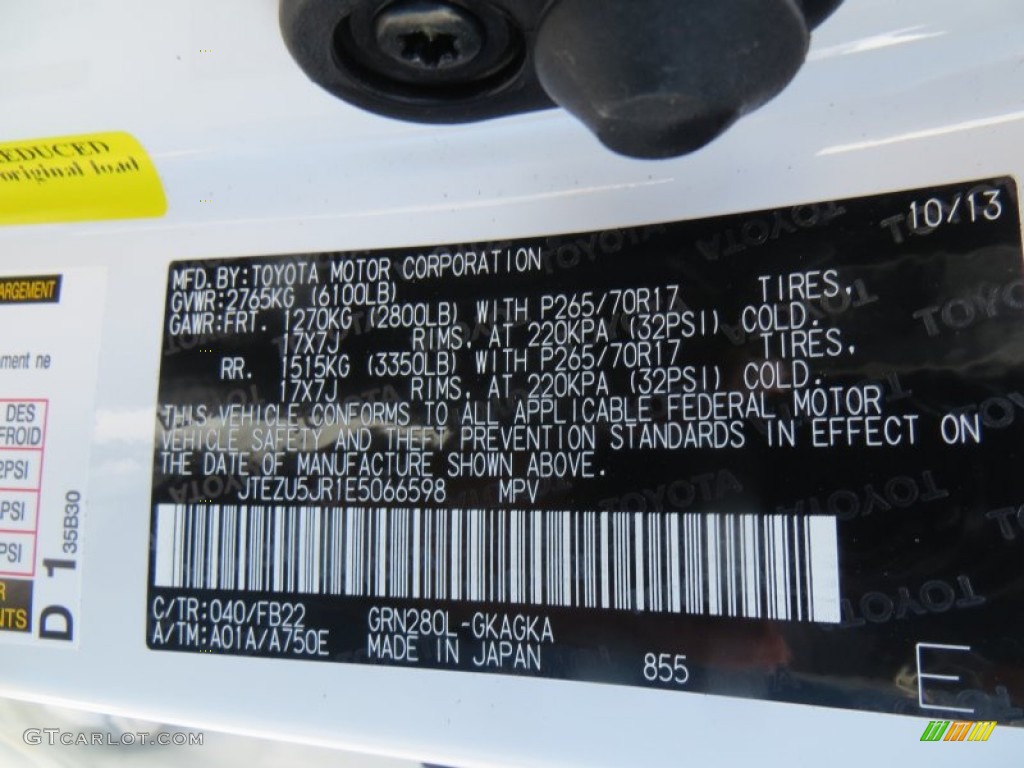 EDUCED
original load
10/13
MFD.BY:TOYOTA MOTOR CORPORATION
GVWR:2765KG (6100LB)
GAWR:FRT. 1270KG (2800LB) WITH P265/70R17 TIRES,
17X7J RIMS, AT 220KPA (32PSI) COLD.
RR. 1515KG (3350LB) WITH P265/70R17 TIRES,
17X7J RIMS, AT 220KPA (32PSI) COLD.
THIS VEHICLE CONFORMS TO ALL APPLICABLE FEDERAL MOTOR
VEHICLE SAFETY AND THEFT PREVENTION STANDARDS IN EFFECT ON
THE DATE OF MANUFACTURE SHOWN ABOVE.
JTEZU5JR1E5066598 MPV
C/TR:040/FB22 GRN280L-GKAGKA
A/TM:A01A/A750E MADE IN JAPAN 855
E
ARGEMENT
ement ne
DES
FROID
2PSI
PSI
PSI
R
NTS
D 1 35B30
GTCARLOT.COM